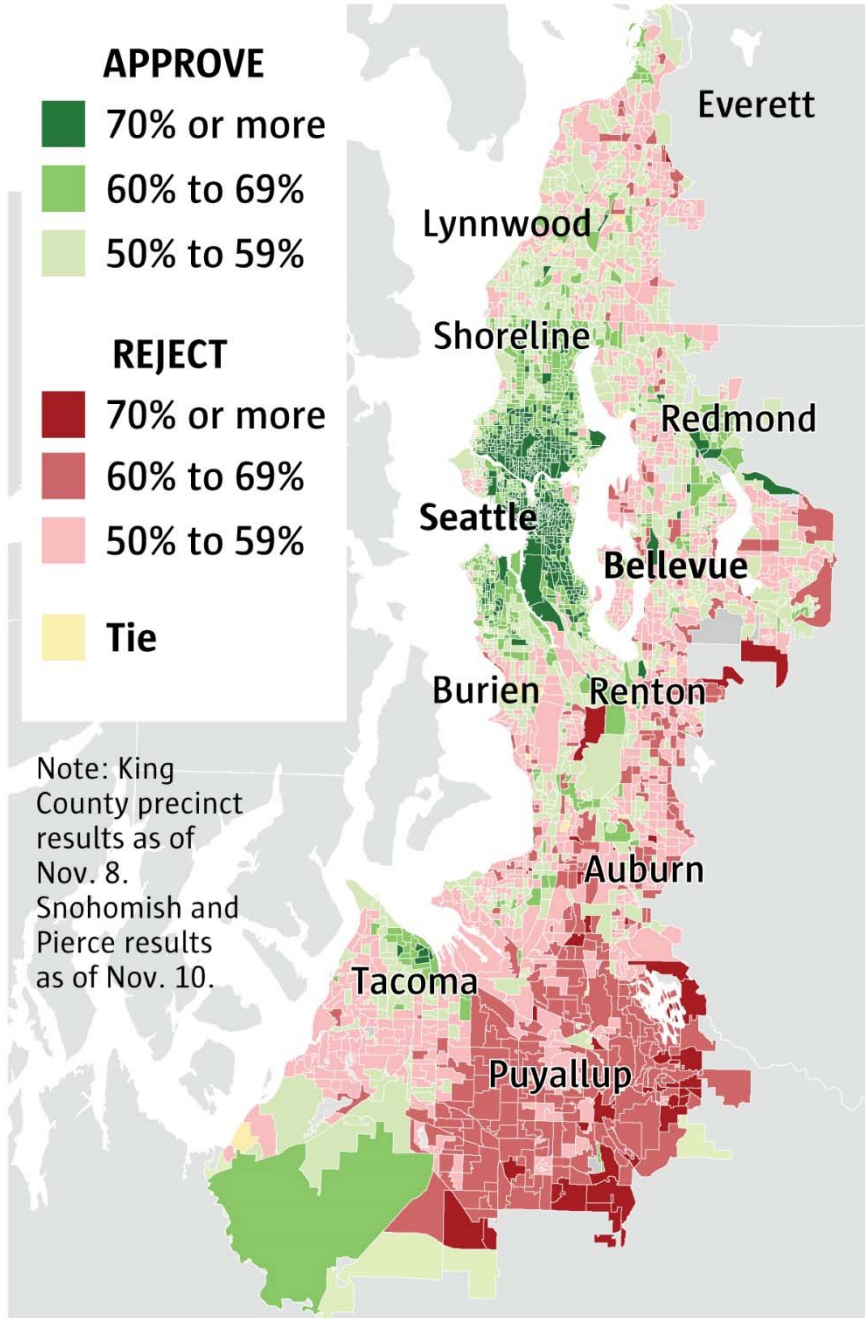 APPROVE
70% or more
60% to 69%
50% to 59%
REJECT
70% or more
60% to 69%
50% to 59%
Tie
Note: King
County precinct
results as of
Nov. 8.
Snohomish and
Pierce results
as of Nov. 10.
Everett
Lynnwood
Shoreline
Redmond
Seattle
Bellevue
Burien
Renton
Auburn
Tacoma
Puyallup